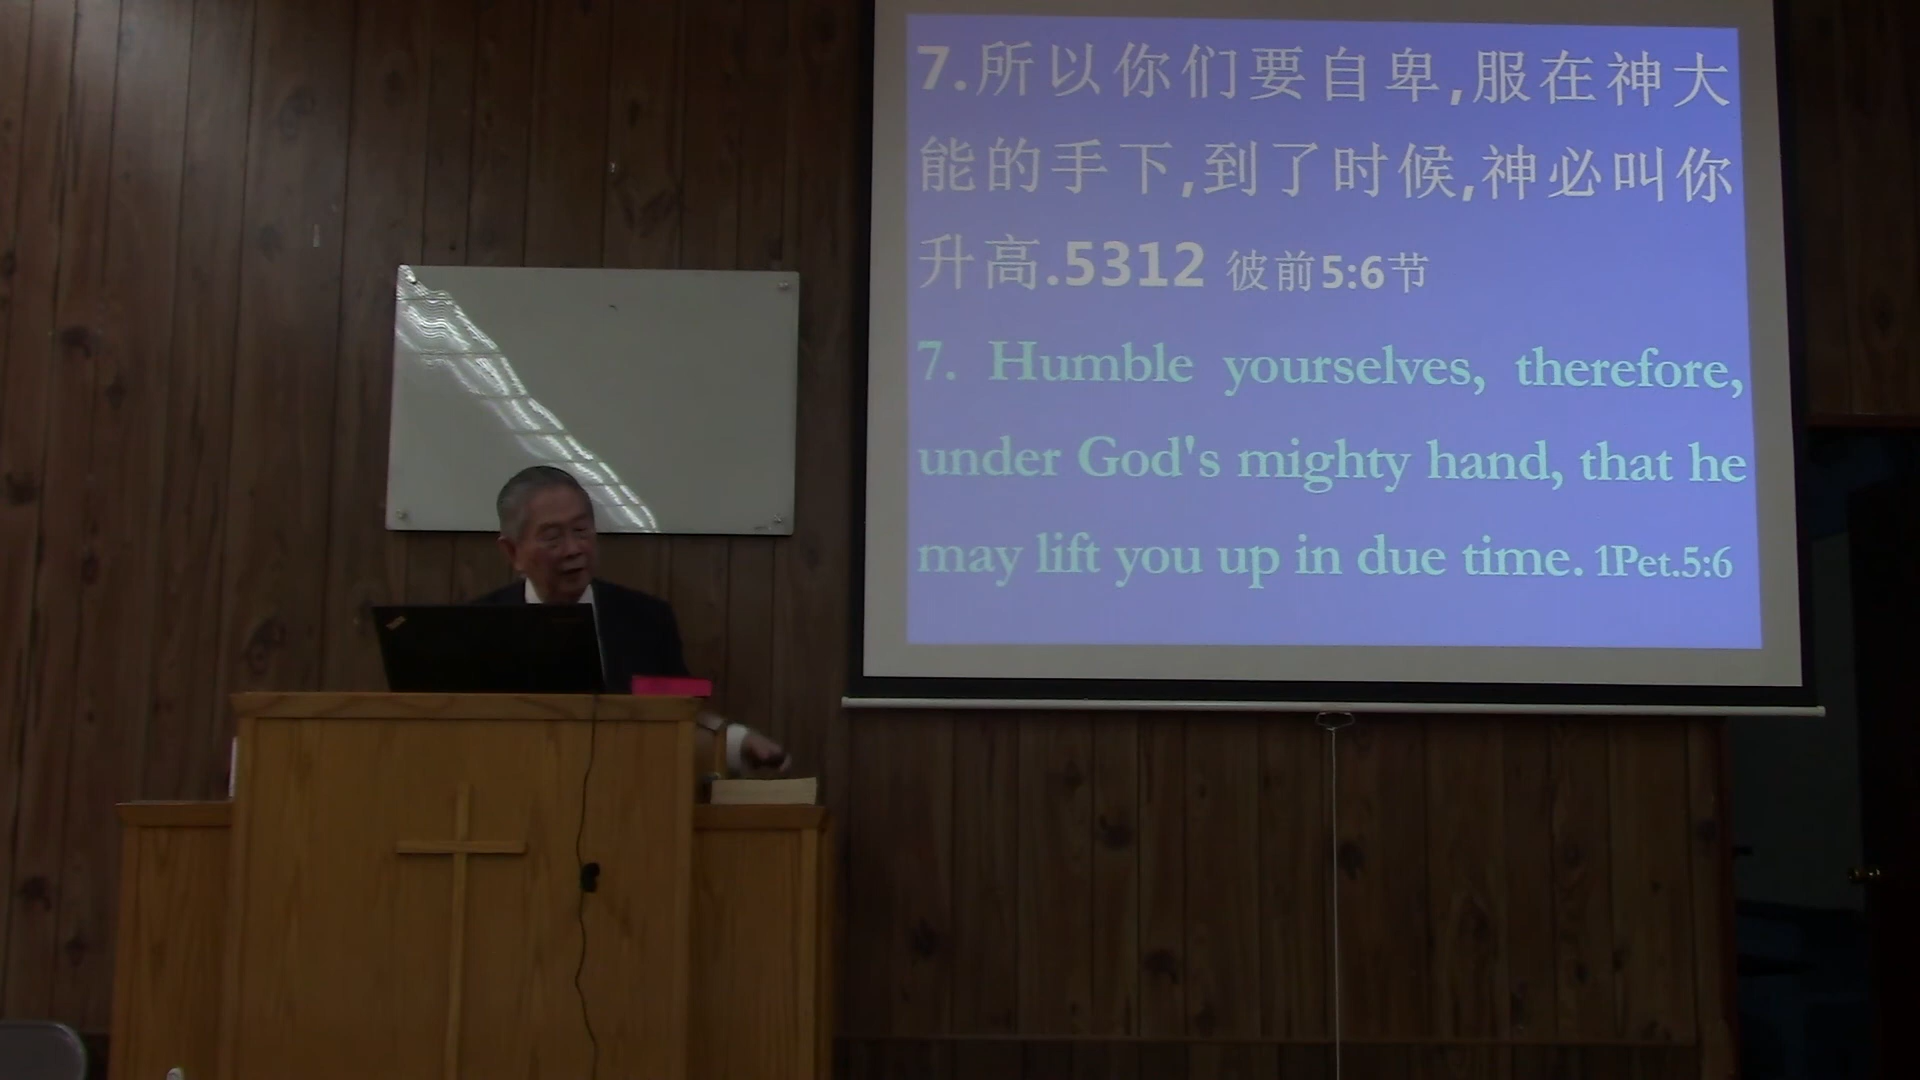 7.所以你们要自卑,服在神大
能的手下,到了时候,神必叫你
升高.5312 彼前5:6节
7. Humble yourselves, therefore,
under God's mighty hand, that he
may lift you up in due time. 1Pet.5:6